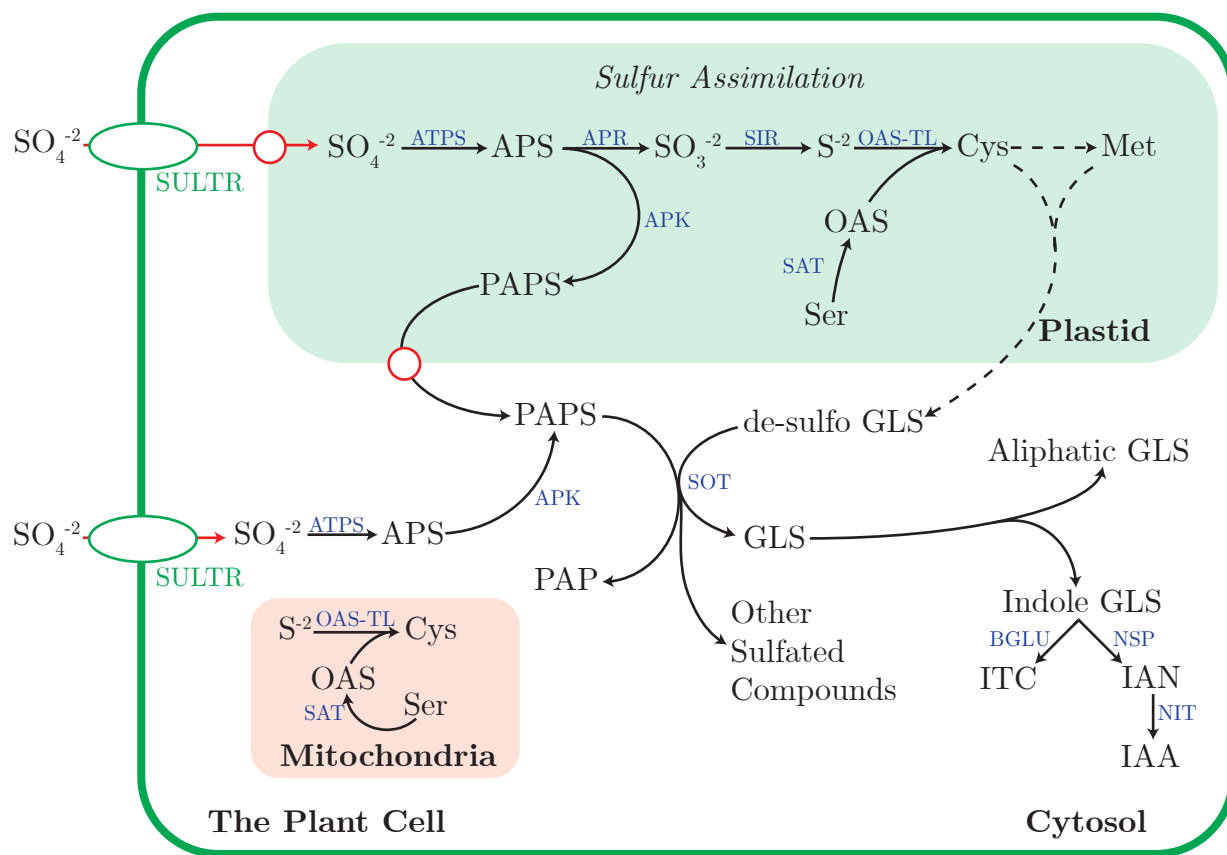 Sulfur Assimilation
SO4-2
SULTR
SO4-2
ATPS
APS
APR
SO3-2
SIR
S-2
OAS-TL
Cys
Met
APK
OAS
SAT
Ser
PAPS
Plastid
PAPS
de-sulfo GLS
Aliphatic GLS
APK
SOT
SO4-2
SULTR
SO4-2
ATPS
APS
GLS
PAP
Indole GLS
BGLU
NSP
ITC
IAN
NIT
IAA
Other
Sulfated
Compounds
S-2
OAS-TL
Cys
OAS
SAT
Ser
Mitochondria
The Plant Cell
Cytosol